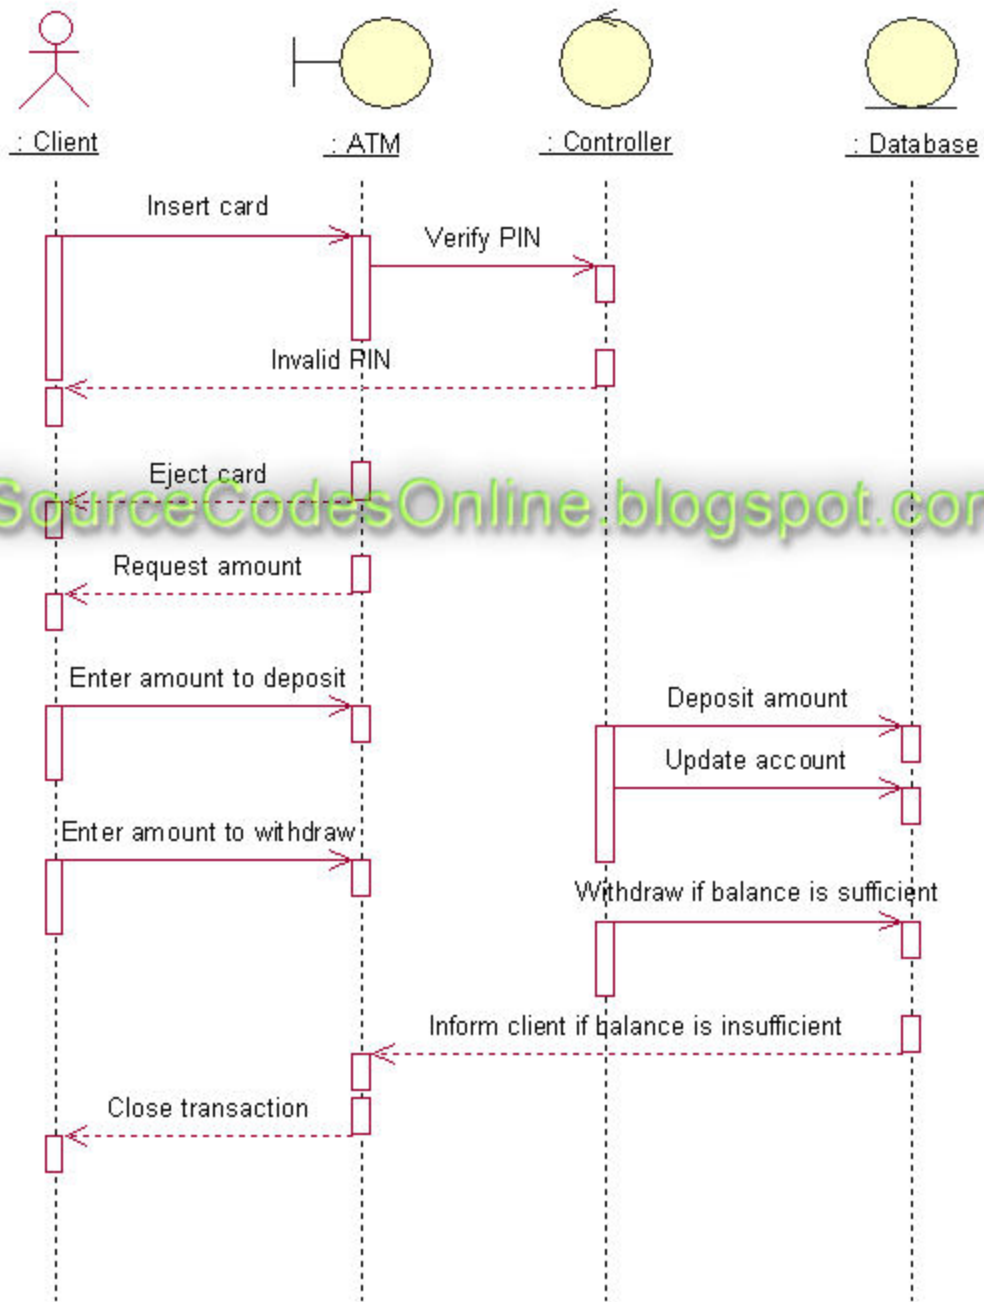 : Client
: ATM
: Controller
: Database
Insert card
Verify PIN
Invalid PIN
Eject card
SourceCodesOnline.blogspot.com
Request amount
Enter amount to deposit
Deposit amount
Update account
Enter amount to withdraw
Withdraw if balance is sufficient
Inform client if balance is insufficient
Close transaction